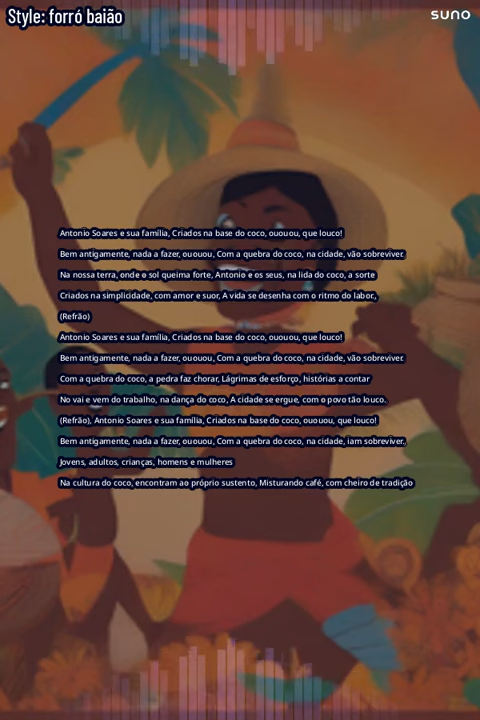 Style: forró baião
suno
Antonio Soares e sua família, Criados na base do coco, ououou, que louco!
Bem antigamente, nada a fazer, ououou, Com a quebra do coco, na cidade, vão sobreviver.
Na nossa terra, onde o sol queima forte, Antonio e os seus, na lida do coco, a sorte
Criados na simplicidade, com amor e suor, A vida se desenha com o ritmo do labor.,
(Refrão)
Antonio Soares e sua família, Criados na base do coco, ououou, que louco!
Bem antigamente, nada a fazer, ououou, Com a quebra do coco, na cidade, vão sobreviver.
Com a quebra do coco, a pedra faz chorar, Lágrimas de esforço, histórias a contar
No vai e vem do trabalho, na dança do coco, A cidade se ergue, com o povo tão louco.
(Refrão), Antonio Soares e sua família, Criados na base do coco, ououou, que louco!
Bem antigamente, nada a fazer, ououou, Com a quebra do coco, na cidade, iam sobreviver.
Jovens, adultos, crianças, homens e mulheres
Na cultura do coco, encontram ao próprio sustento, Misturando café, com cheiro de tradição